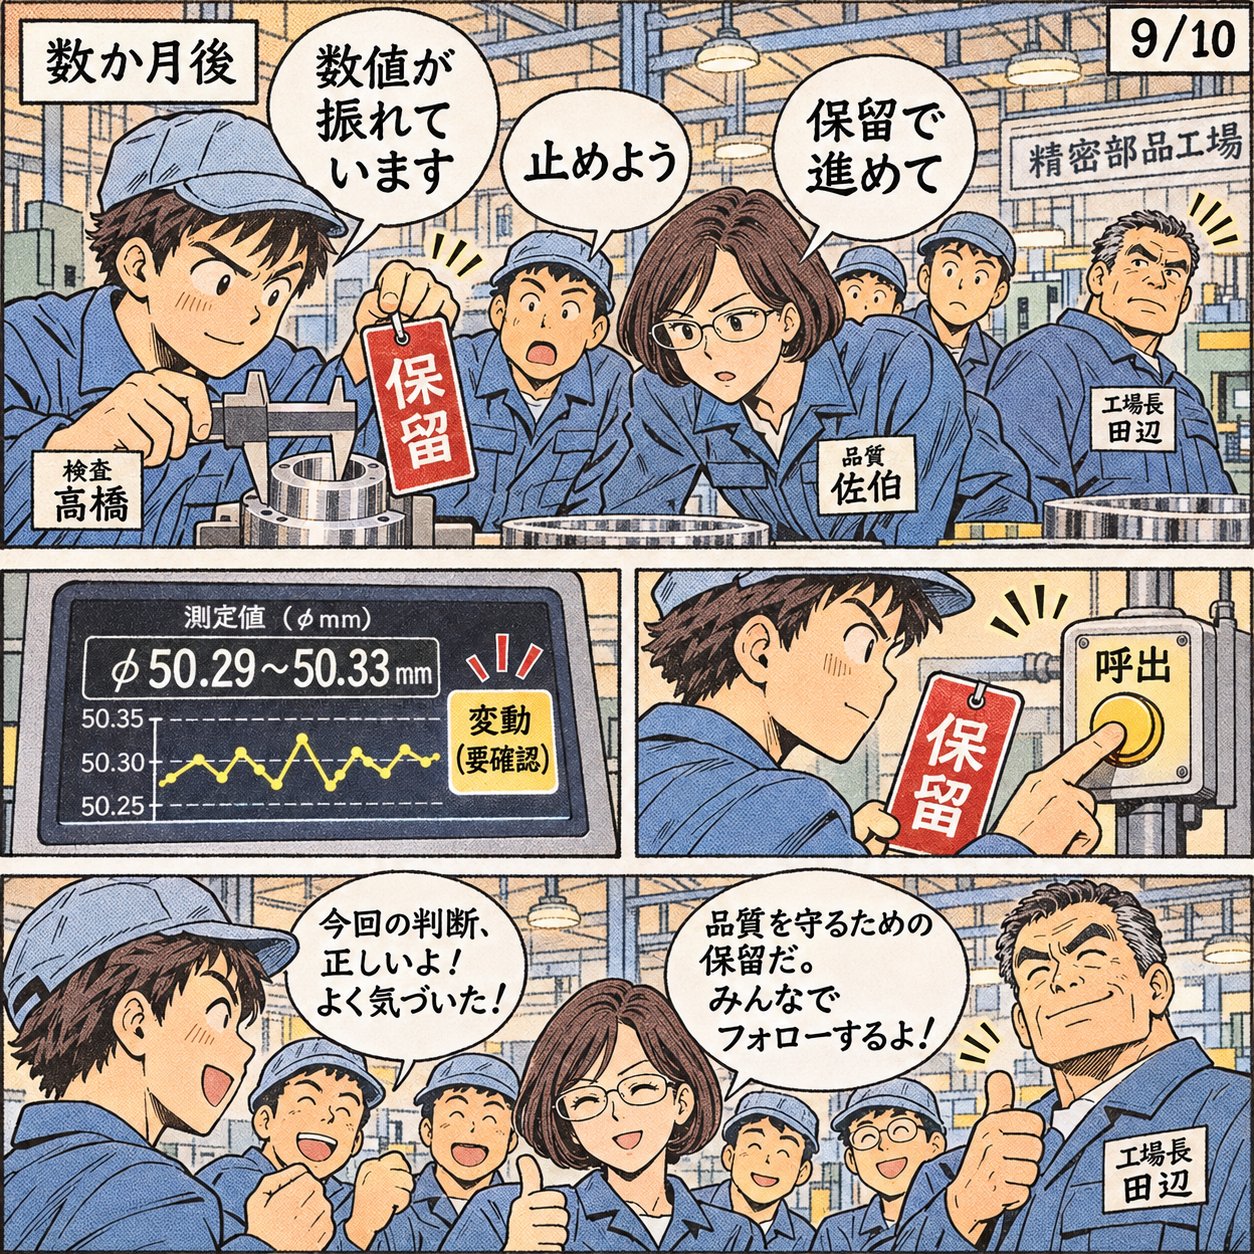 数か月後
9/10
数値が
振れて
います
止めよう
保留で
進めて
精密部品工場
保留
検査
高橋
品質
佐伯
工場長
田辺
測定値（φmm）
φ50.29～50.33mm
50.35
50.30
50.25
変動
(要確認)
保留
呼出
今回の判断、
正しいよ！
よく気づいた！
品質を守るための
保留だ。
みんなで
フォローするよ！
工場長
田辺